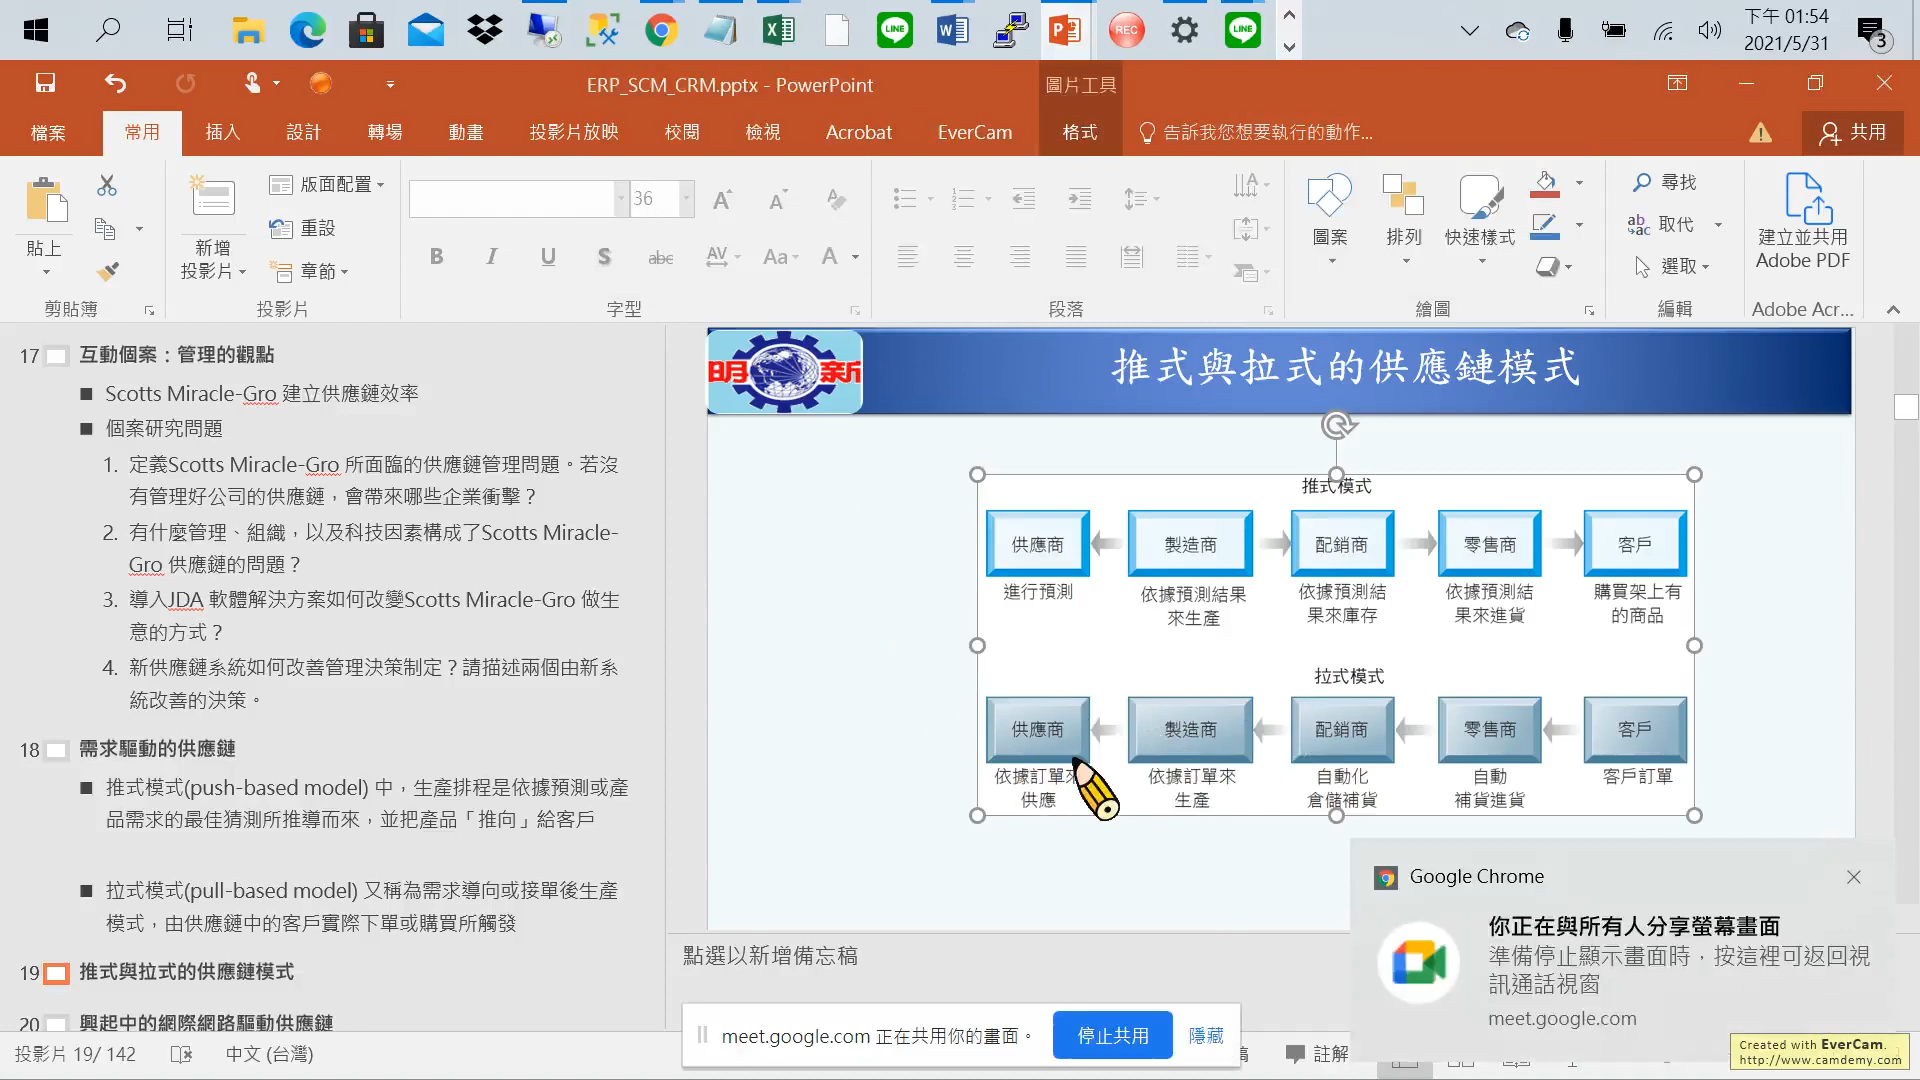 下午 01:54
2021/5/31
3
ERP_SCM_CRM.pptx - PowerPoint
圖片工具
檔案 常用 插入 設計 轉場 動畫 投影片放映 校閱 檢視 Acrobat EverCam 格式 告訴我您想要執行的動作... 共用
貼上
剪貼簿
新增
投影片
版面配置
重設
章節
投影片
36
B I U S abc AV Aa A
字型
段落
圖案
排列
快速樣式
繪圖
尋找
取代
選取
編輯
建立並共用
Adobe PDF
Adobe Acr...
17 互動個案：管理的觀點
Scotts Miracle-Gro 建立供應鏈效率
個案研究問題
1. 定義Scotts Miracle-Gro 所面臨的供應鏈管理問題。若沒
有管理好公司的供應鏈，會帶來哪些企業衝擊？
2. 有什麼管理、組織，以及科技因素構成了Scotts Miracle-
Gro 供應鏈的問題？
3. 導入JDA 軟體解決方案如何改變Scotts Miracle-Gro 做生
意的方式？
4. 新供應鏈系統如何改善管理決策制定？請描述兩個由新系
統改善的決策。
18 需求驅動的供應鏈
推式模式(push-based model) 中，生產排程是依據預測或產
品需求的最佳猜測所推導而來，並把產品「推向」給客戶
拉式模式(pull-based model) 又稱為需求導向或接單後生產
模式，由供應鏈中的客戶實際下單或購買所觸發
19 推式與拉式的供應鏈模式
20 興起中的網際網路驅動供應鏈
明新
推式與拉式的供應鏈模式
推式模式
供應商 製造商 配銷商 零售商 客戶
進行預測 依據預測結果 依據預測結 依據預測結 購買架上有
來生產 果來庫存 果來進貨 的商品
拉式模式
供應商 製造商 配銷商 零售商 客戶
依據訂單來 依據訂單來 自動化 自動 客戶訂單
供應 生產 倉儲補貨 補貨進貨
點選以新增備忘稿
Google Chrome
你正在與所有人分享螢幕畫面
準備停止顯示畫面時，按這裡可返回視
訊通話視窗
meet.google.com
meet.google.com 正在共用你的畫面。 停止共用 隱藏
投影片 19/ 142 中文 (台灣) 註解
Created with EverCam.
http://www.camdemy.com